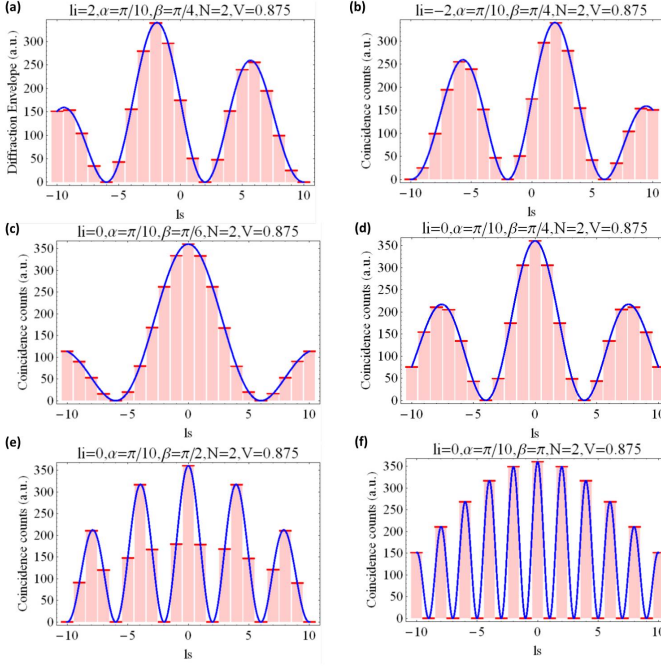 (a)
li=2,α=π/10,β=π/4,N=2,V=0.875
Diffraction Envelopes (a.u.)
300
250
200
150
100
50
0
−10 −5 0 5 10
ls
(b)
li=−2,α=π/10,β=π/4,N=2,V=0.875
Coincidence counts (a.u.)
300
250
200
150
100
50
0
−10 −5 0 5 10
ls
(c)
li=0,α=π/10,β=π/6,N=2,V=0.875
Coincidence counts (a.u.)
350
300
250
200
150
100
50
0
−10 −5 0 5 10
ls
(d)
li=0,α=π/10,β=π/4,N=2,V=0.875
Coincidence counts (a.u.)
350
300
250
200
150
100
50
0
−10 −5 0 5 10
ls
(e)
li=0,α=π/10,β=π/2,N=2,V=0.875
Coincidence counts (a.u.)
350
300
250
200
150
100
50
0
−10 −5 0 5 10
ls
(f)
li=0,α=π/10,β=π,N=2,V=0.875
Coincidence counts (a.u.)
350
300
250
200
150
100
50
0
−10 −5 0 5 10
ls